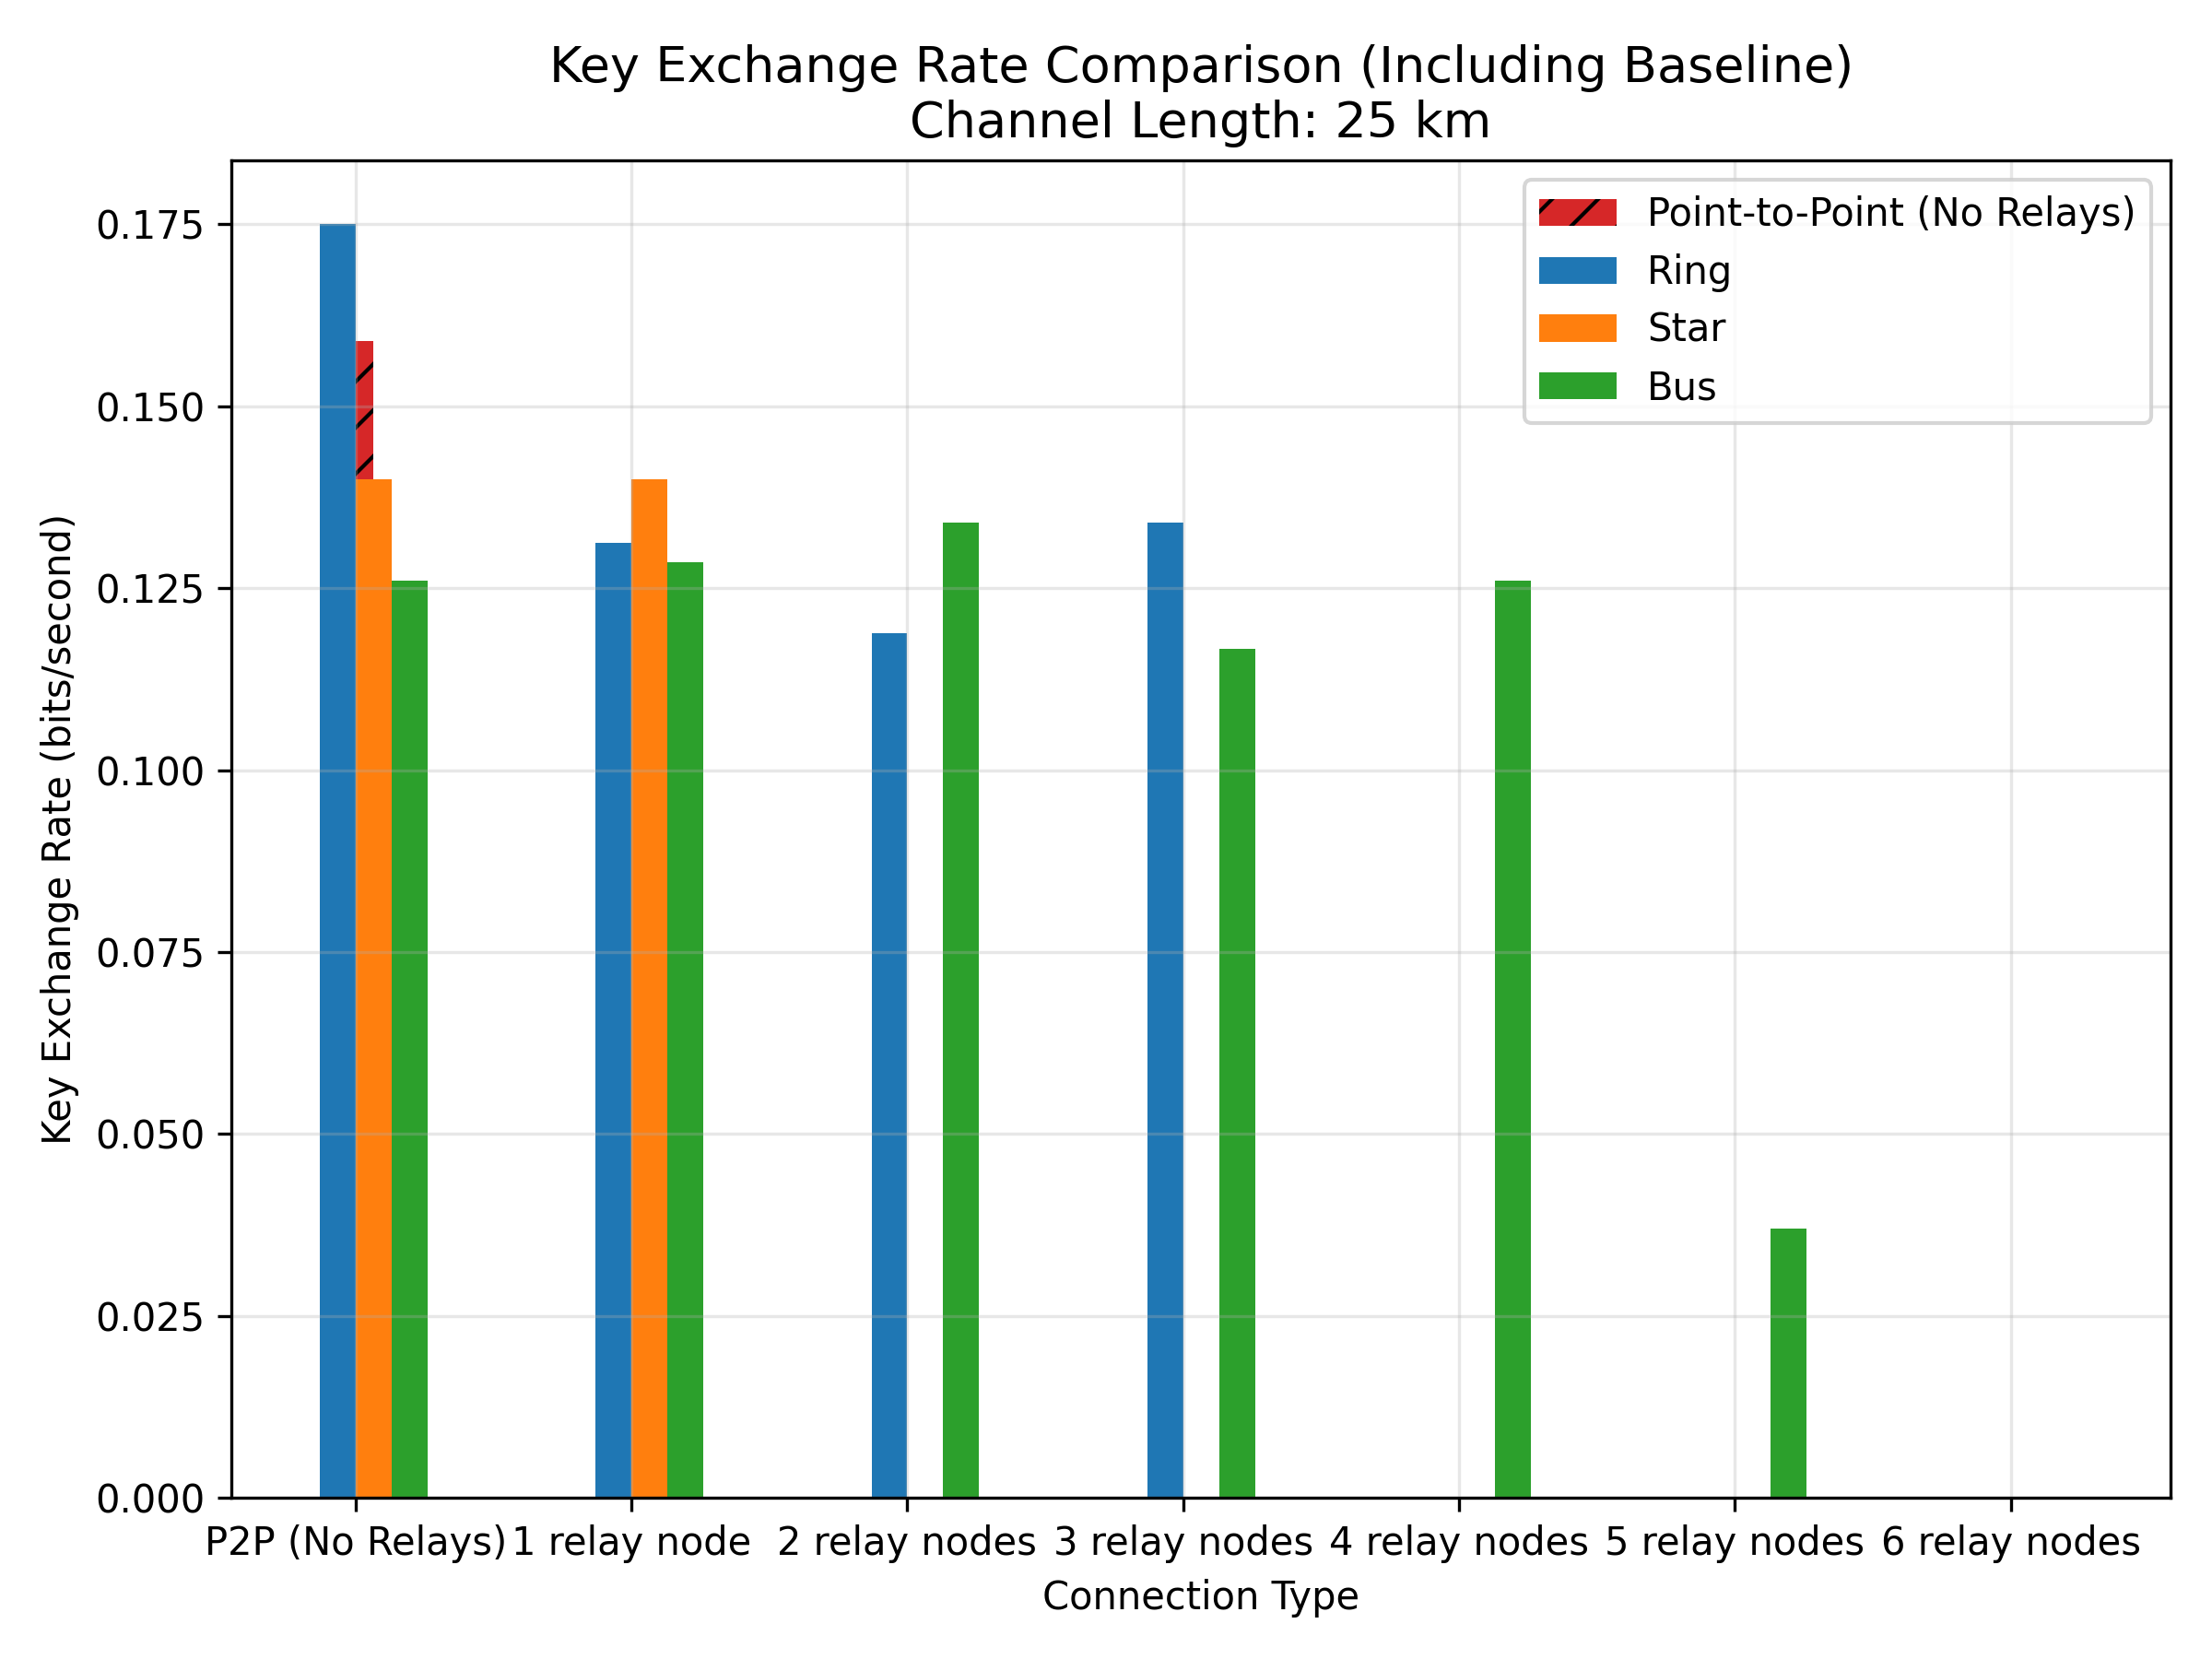 Key Exchange Rate Comparison (Including Baseline)
Channel Length: 25 km
Point-to-Point (No Relays)
Ring
Star
Bus
Key Exchange Rate (bits/second)
0.175
0.150
0.125
0.100
0.075
0.050
0.025
0.000
P2P (No Relays) 1 relay node 2 relay nodes 3 relay nodes 4 relay nodes 5 relay nodes 6 relay nodes
Connection Type